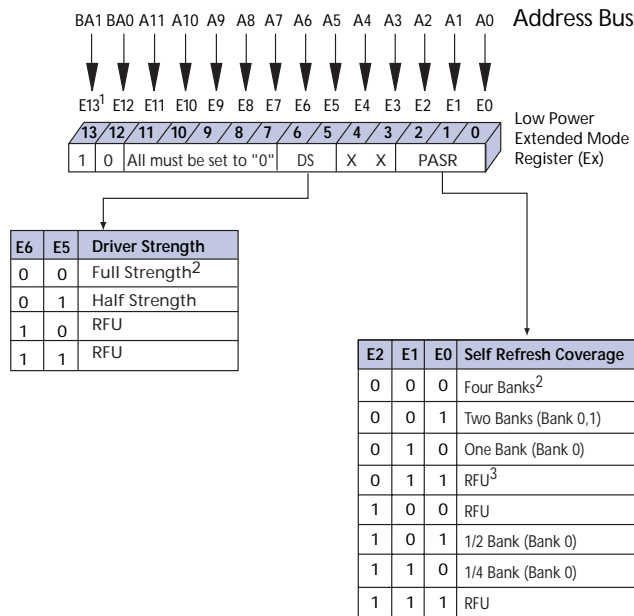 BA1 BA0 A11 A10 A9 A8 A7 A6 A5 A4 A3 A2 A1 A0 Address Bus
E13¹ E12 E11 E10 E9 E8 E7 E6 E5 E4 E3 E2 E1 E0
Low Power
Extended Mode
Register (Ex)
13 12 11 10 9 8 7 6 5 4 3 2 1 0
1 0 All must be set to "0" DS X X PASR
E6 E5 Driver Strength
0 0 Full Strength²
0 1 Half Strength
1 0 RFU
1 1 RFU
E2 E1 E0 Self Refresh Coverage
0 0 0 Four Banks²
0 0 1 Two Banks (Bank 0,1)
0 1 0 One Bank (Bank 0)
0 1 1 RFU³
1 0 0 RFU
1 0 1 1/2 Bank (Bank 0)
1 1 0 1/4 Bank (Bank 0)
1 1 1 RFU